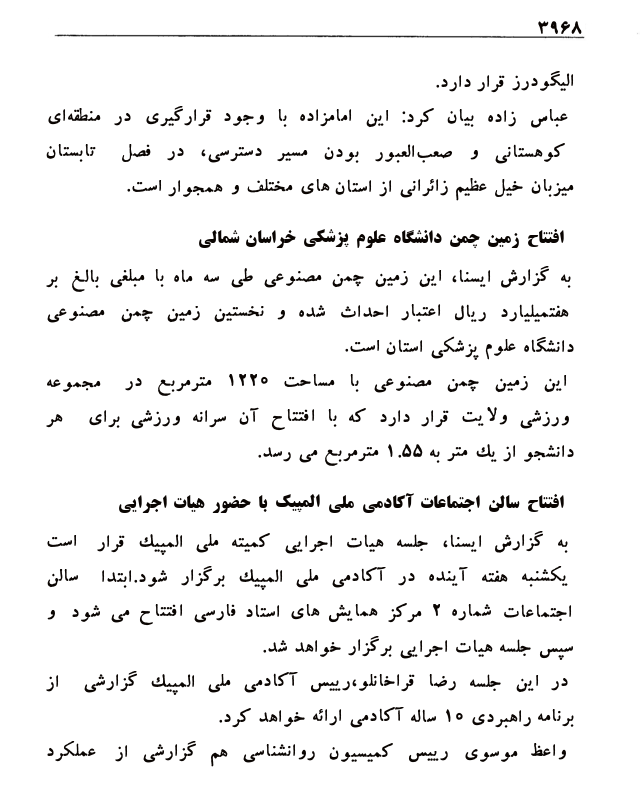 ۳۹۶۸
الیگودرز قرار دارد.
عباس زاده بیان کرد: این امامزاده با وجود قرارگیری در منطقه‌ای
کوهستانی و صعب‌العبور بودن مسیر دسترسی، در فصل تابستان
میزبان خیل عظیم زائرانی از استان های مختلف و همجوار است.
افتتاح زمین چمن دانشگاه علوم پزشکی خراسان شمالی
به گزارش ایسنا، این زمین چمن مصنوعی طی سه ماه با مبلغی بالغ بر
هفتمیلیارد ریال اعتبار احداث شده و نخستین زمین چمن مصنوعی
دانشگاه علوم پزشکی استان است.
این زمین چمن مصنوعی با مساحت ۱۲۲۰ مترمربع در مجموعه
ورزشی ولایت قرار دارد که با افتتاح آن سرانه ورزشی برای هر
دانشجو از یك متر به ۱.۵۵ مترمربع می رسد.
افتتاح سالن اجتماعات آکادمی ملی المپیک با حضور هیات اجرایی
به گزارش ایسنا، جلسه هیات اجرایی کمیته ملی المپیك قرار است
یکشنبه هفته آینده در آکادمی ملی المپیك برگزار شود.ابتدا سالن
اجتماعات شماره ۲ مرکز همایش های استاد فارسی افتتاح می شود و
سپس جلسه هیات اجرایی برگزار خواهد شد.
در این جلسه رضا قراخانلو،رییس آکادمی ملی المپیك گزارشی از
برنامه راهبردی ۱۰ ساله آکادمی ارائه خواهد کرد.
واعظ موسوی رییس کمیسیون روانشناسی هم گزارشی از عملکرد